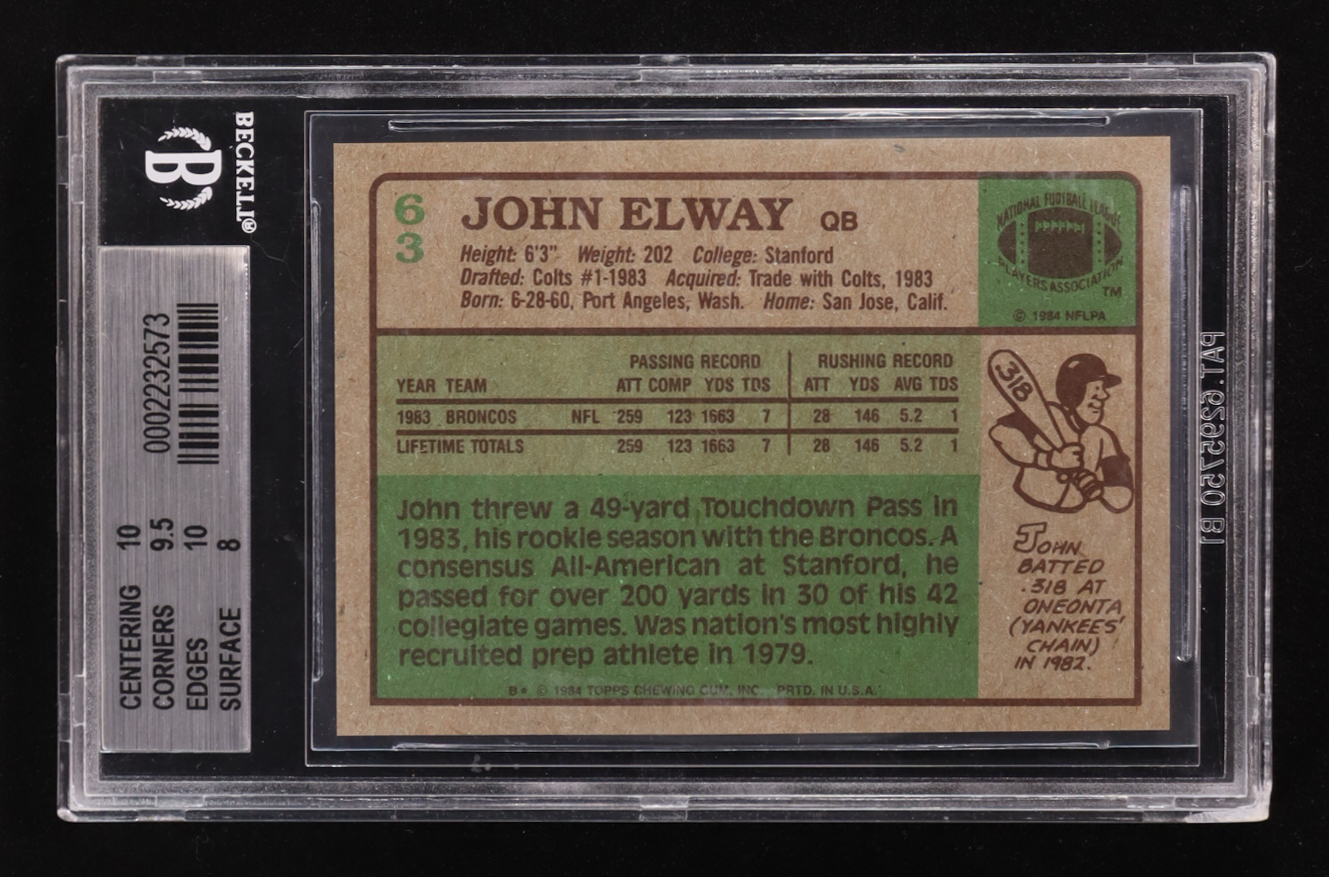 BECKETT®
B
0002232573
CENTERING 10
CORNERS 9.5
EDGES 10
SURFACE 8
63
JOHN ELWAY QB
Height: 6'3" Weight: 202 College: Stanford
Drafted: Colts #1-1983 Acquired: Trade with Colts, 1983
Born: 6-28-60, Port Angeles, Wash. Home: San Jose, Calif.
NATIONAL FOOTBALL LEAGUE
PLAYERS ASSOCIATION
TM
© 1984 NFLPA
PASSING RECORD RUSHING RECORD
YEAR TEAM ATT COMP YDS TDS ATT YDS AVG TDS
1983 BRONCOS NFL 259 123 1663 7 28 146 5.2 1
LIFETIME TOTALS 259 123 1663 7 28 146 5.2 1
John threw a 49-yard Touchdown Pass in
1983, his rookie season with the Broncos. A
consensus All-American at Stanford, he
passed for over 200 yards in 30 of his 42
collegiate games. Was nation's most highly
recruited prep athlete in 1979.
B* © 1984 TOPPS CHEWING GUM, INC. PRTD. IN U.S.A.
.318
JOHN
BATTED
.318 AT
ONEONTA
(YANKEES'
CHAIN)
IN 1982.
PAT. 6295750 B1